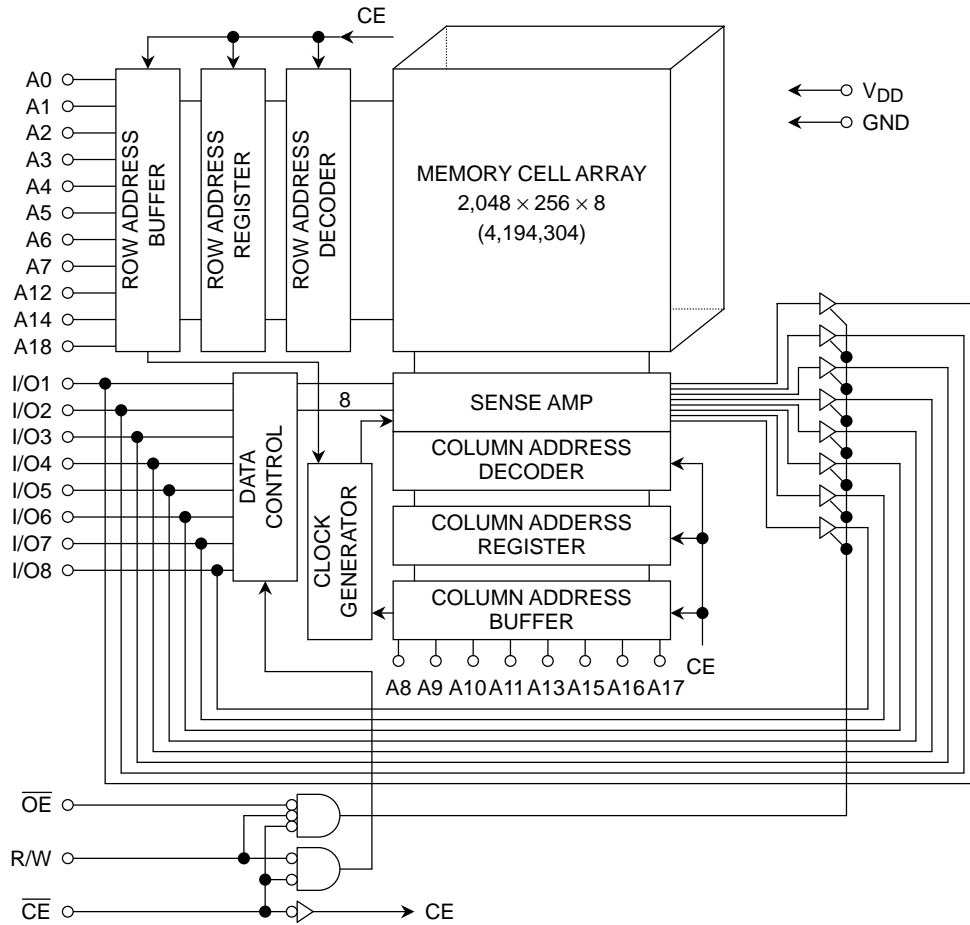 CE
A0
A1
A2
A3
A4
A5
A6
A7
A12
A14
A18
ROW ADDRESS
BUFFER
ROW ADDRESS
REGISTER
ROW ADDRESS
DECODER
MEMORY CELL ARRAY
2,048 × 256 × 8
(4,194,304)
VDD
GND
I/O1
I/O2
I/O3
I/O4
I/O5
I/O6
I/O7
I/O8
DATA
CONTROL
8
CLOCK
GENERATOR
SENSE AMP
COLUMN ADDRESS
DECODER
COLUMN ADDERSS
REGISTER
COLUMN ADDRESS
BUFFER
CE
A8 A9 A10 A11 A13 A15 A16 A17
OE
R/W
CE
CE